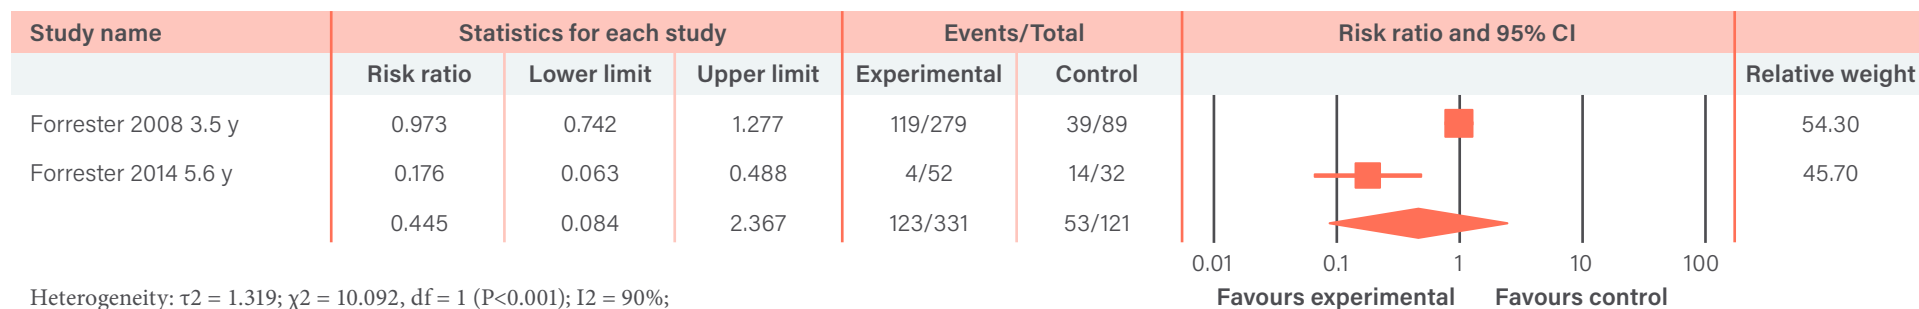 Study name Statistics for each study Events/Total Risk ratio and 95% CI
Risk ratio Lower limit Upper limit Experimental Control Relative weight
Forrester 2008 3.5 y 0.973 0.742 1.277 119/279 39/89 54.30
Forrester 2014 5.6 y 0.176 0.063 0.488 4/52 14/32 45.70
0.445 0.084 2.367 123/331 53/121
0.01 0.1 1 10 100
Heterogeneity: τ2 = 1.319; χ2 = 10.092, df = 1 (P<0.001); I2 = 90%; Favours experimental Favours control